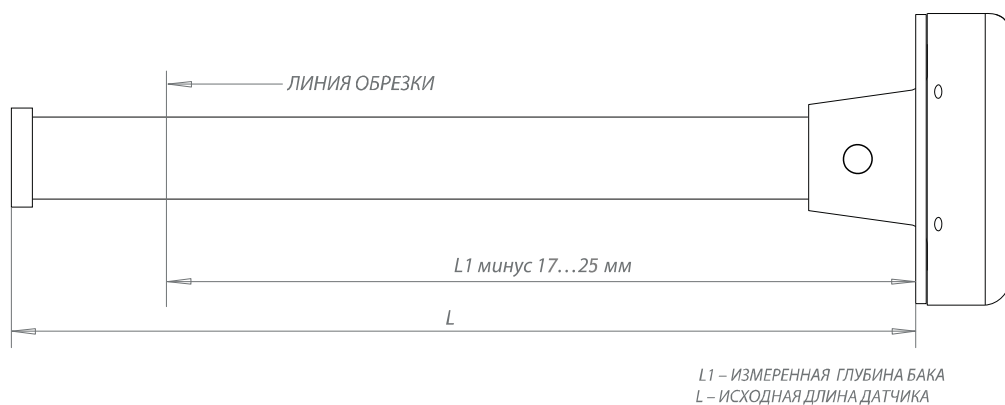 ЛИНИЯ ОБРЕЗКИ
L1 минус 17...25 мм
L
L1 – ИЗМЕРЕННАЯ ГЛУБИНА БАКА
L – ИСХОДНАЯ ДЛИНА ДАТЧИКА